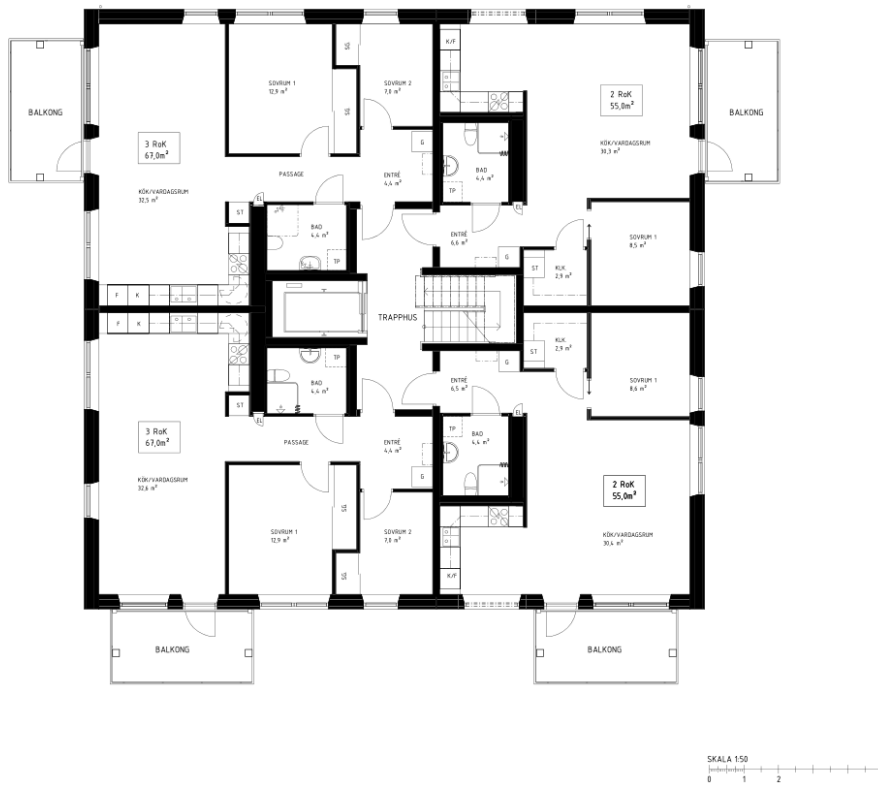 K/F
SG
SOVRUM 1
12,9 m²
SOVRUM 2
7,0 m²
SG
2 RoK
55,0m²
BALKONG
BALKONG
3 RoK
67,0m²
KÖK/VARDAGSRUM
30,3 m²
G
PASSAGE
ENTRÉ
4,4 m²
BAD
4,4 m²
TP
KÖK/VARDAGSRUM
32,5 m²
EL
ST
EL
BAD
4,4 m²
TP
ENTRÉ
6,6 m²
G
SOVRUM 1
8,5 m²
ST
KLK.
2,9 m²
F
K
TRAPPHUS
F
K
KLK.
2,9 m²
ST
TP
BAD
4,4 m²
G
ENTRÉ
6,5 m²
SOVRUM 1
8,6 m²
ST
EL
EL
3 RoK
67,0m²
PASSAGE
ENTRÉ
4,4 m²
TP
BAD
4,4 m²
KÖK/VARDAGSRUM
32,6 m²
G
2 RoK
55,0m²
SG
SOVRUM 1
12,9 m²
SOVRUM 2
7,0 m²
KÖK/VARDAGSRUM
30,4 m²
SG
K/F
BALKONG
BALKONG
SKALA 1:50
0 1 2